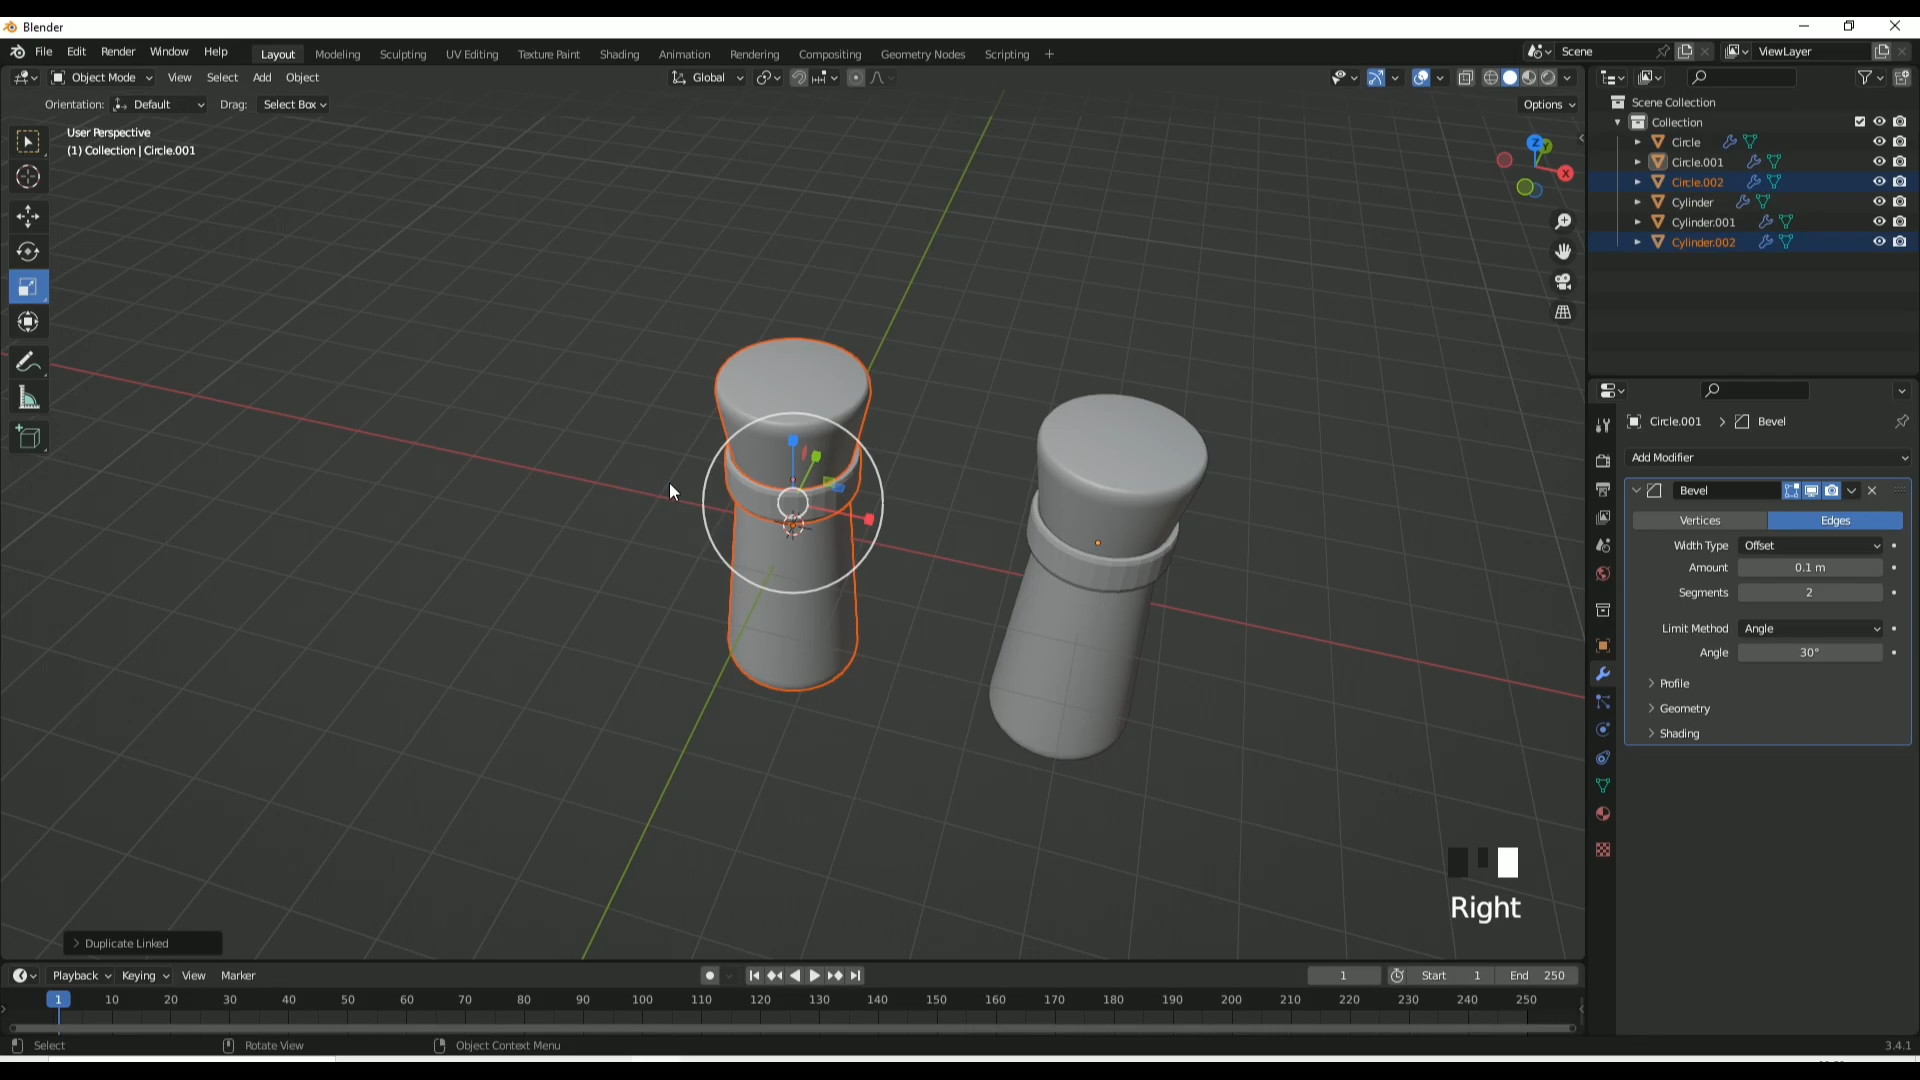 Blender
File Edit Render Window Help Layout Modeling Sculpting UV Editing Texture Paint Shading Animation Rendering Compositing Geometry Nodes Scripting + Scene ViewLayer
Object Mode View Select Add Object Global
Orientation: Default Drag: Select Box Options
User Perspective
(1) Collection | Circle.001
Z
Y
X
Scene Collection
Collection
Circle
Circle.001
Circle.002
Cylinder
Cylinder.001
Cylinder.002
Circle.001 > Bevel
Add Modifier
Bevel
Vertices Edges
Width Type Offset
Amount 0.1 m
Segments 2
Limit Method Angle
Angle 30°
> Profile
> Geometry
> Shading
Right
> Duplicate Linked
Playback Keying View Marker 1 Start 1 End 250
1 10 20 30 40 50 60 70 80 90 100 110 120 130 140 150 160 170 180 190 200 210 220 230 240 250
Select Rotate View Object Context Menu 3.4.1